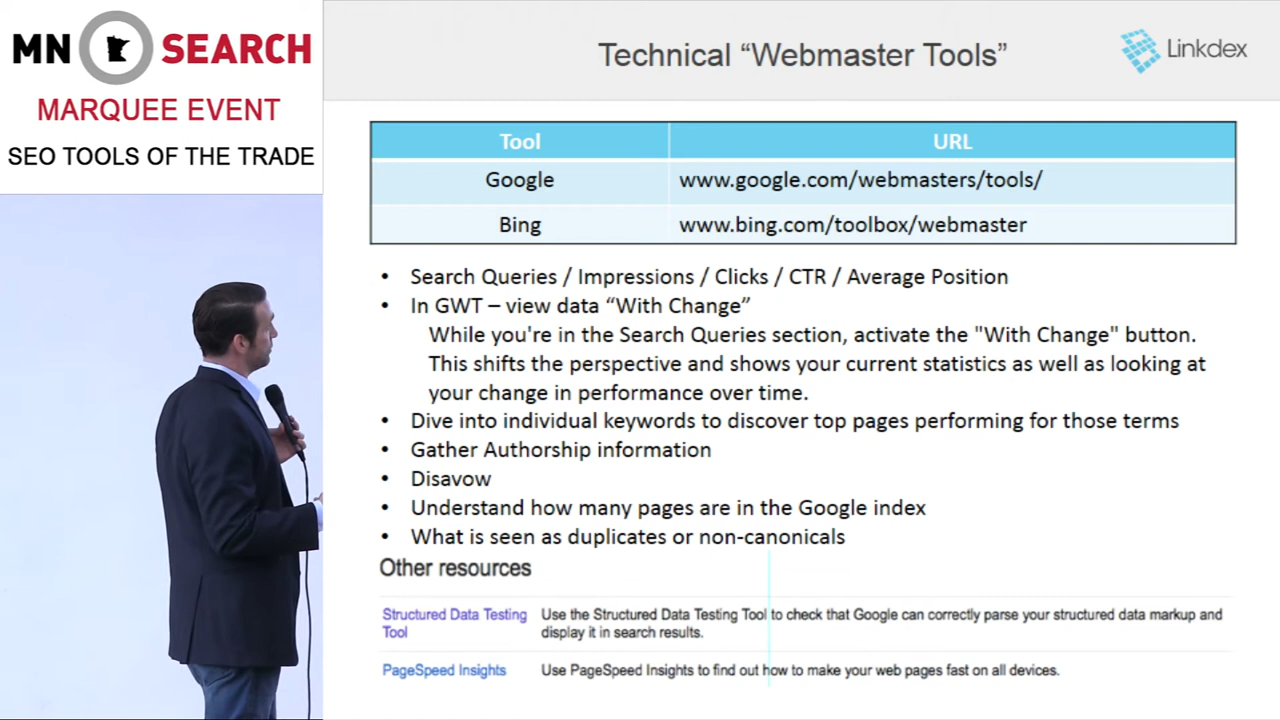 MN SEARCH
MARQUEE EVENT
SEO TOOLS OF THE TRADE
Technical “Webmaster Tools”
Linkdex
Tool URL
Google www.google.com/webmasters/tools/
Bing www.bing.com/toolbox/webmaster
• Search Queries / Impressions / Clicks / CTR / Average Position
• In GWT – view data “With Change”
While you're in the Search Queries section, activate the "With Change" button.
This shifts the perspective and shows your current statistics as well as looking at
your change in performance over time.
• Dive into individual keywords to discover top pages performing for those terms
• Gather Authorship information
• Disavow
• Understand how many pages are in the Google index
• What is seen as duplicates or non-canonicals
Other resources
Structured Data Testing Tool
Use the Structured Data Testing Tool to check that Google can correctly parse your structured data markup and
display it in search results.
PageSpeed Insights
Use PageSpeed Insights to find out how to make your web pages fast on all devices.